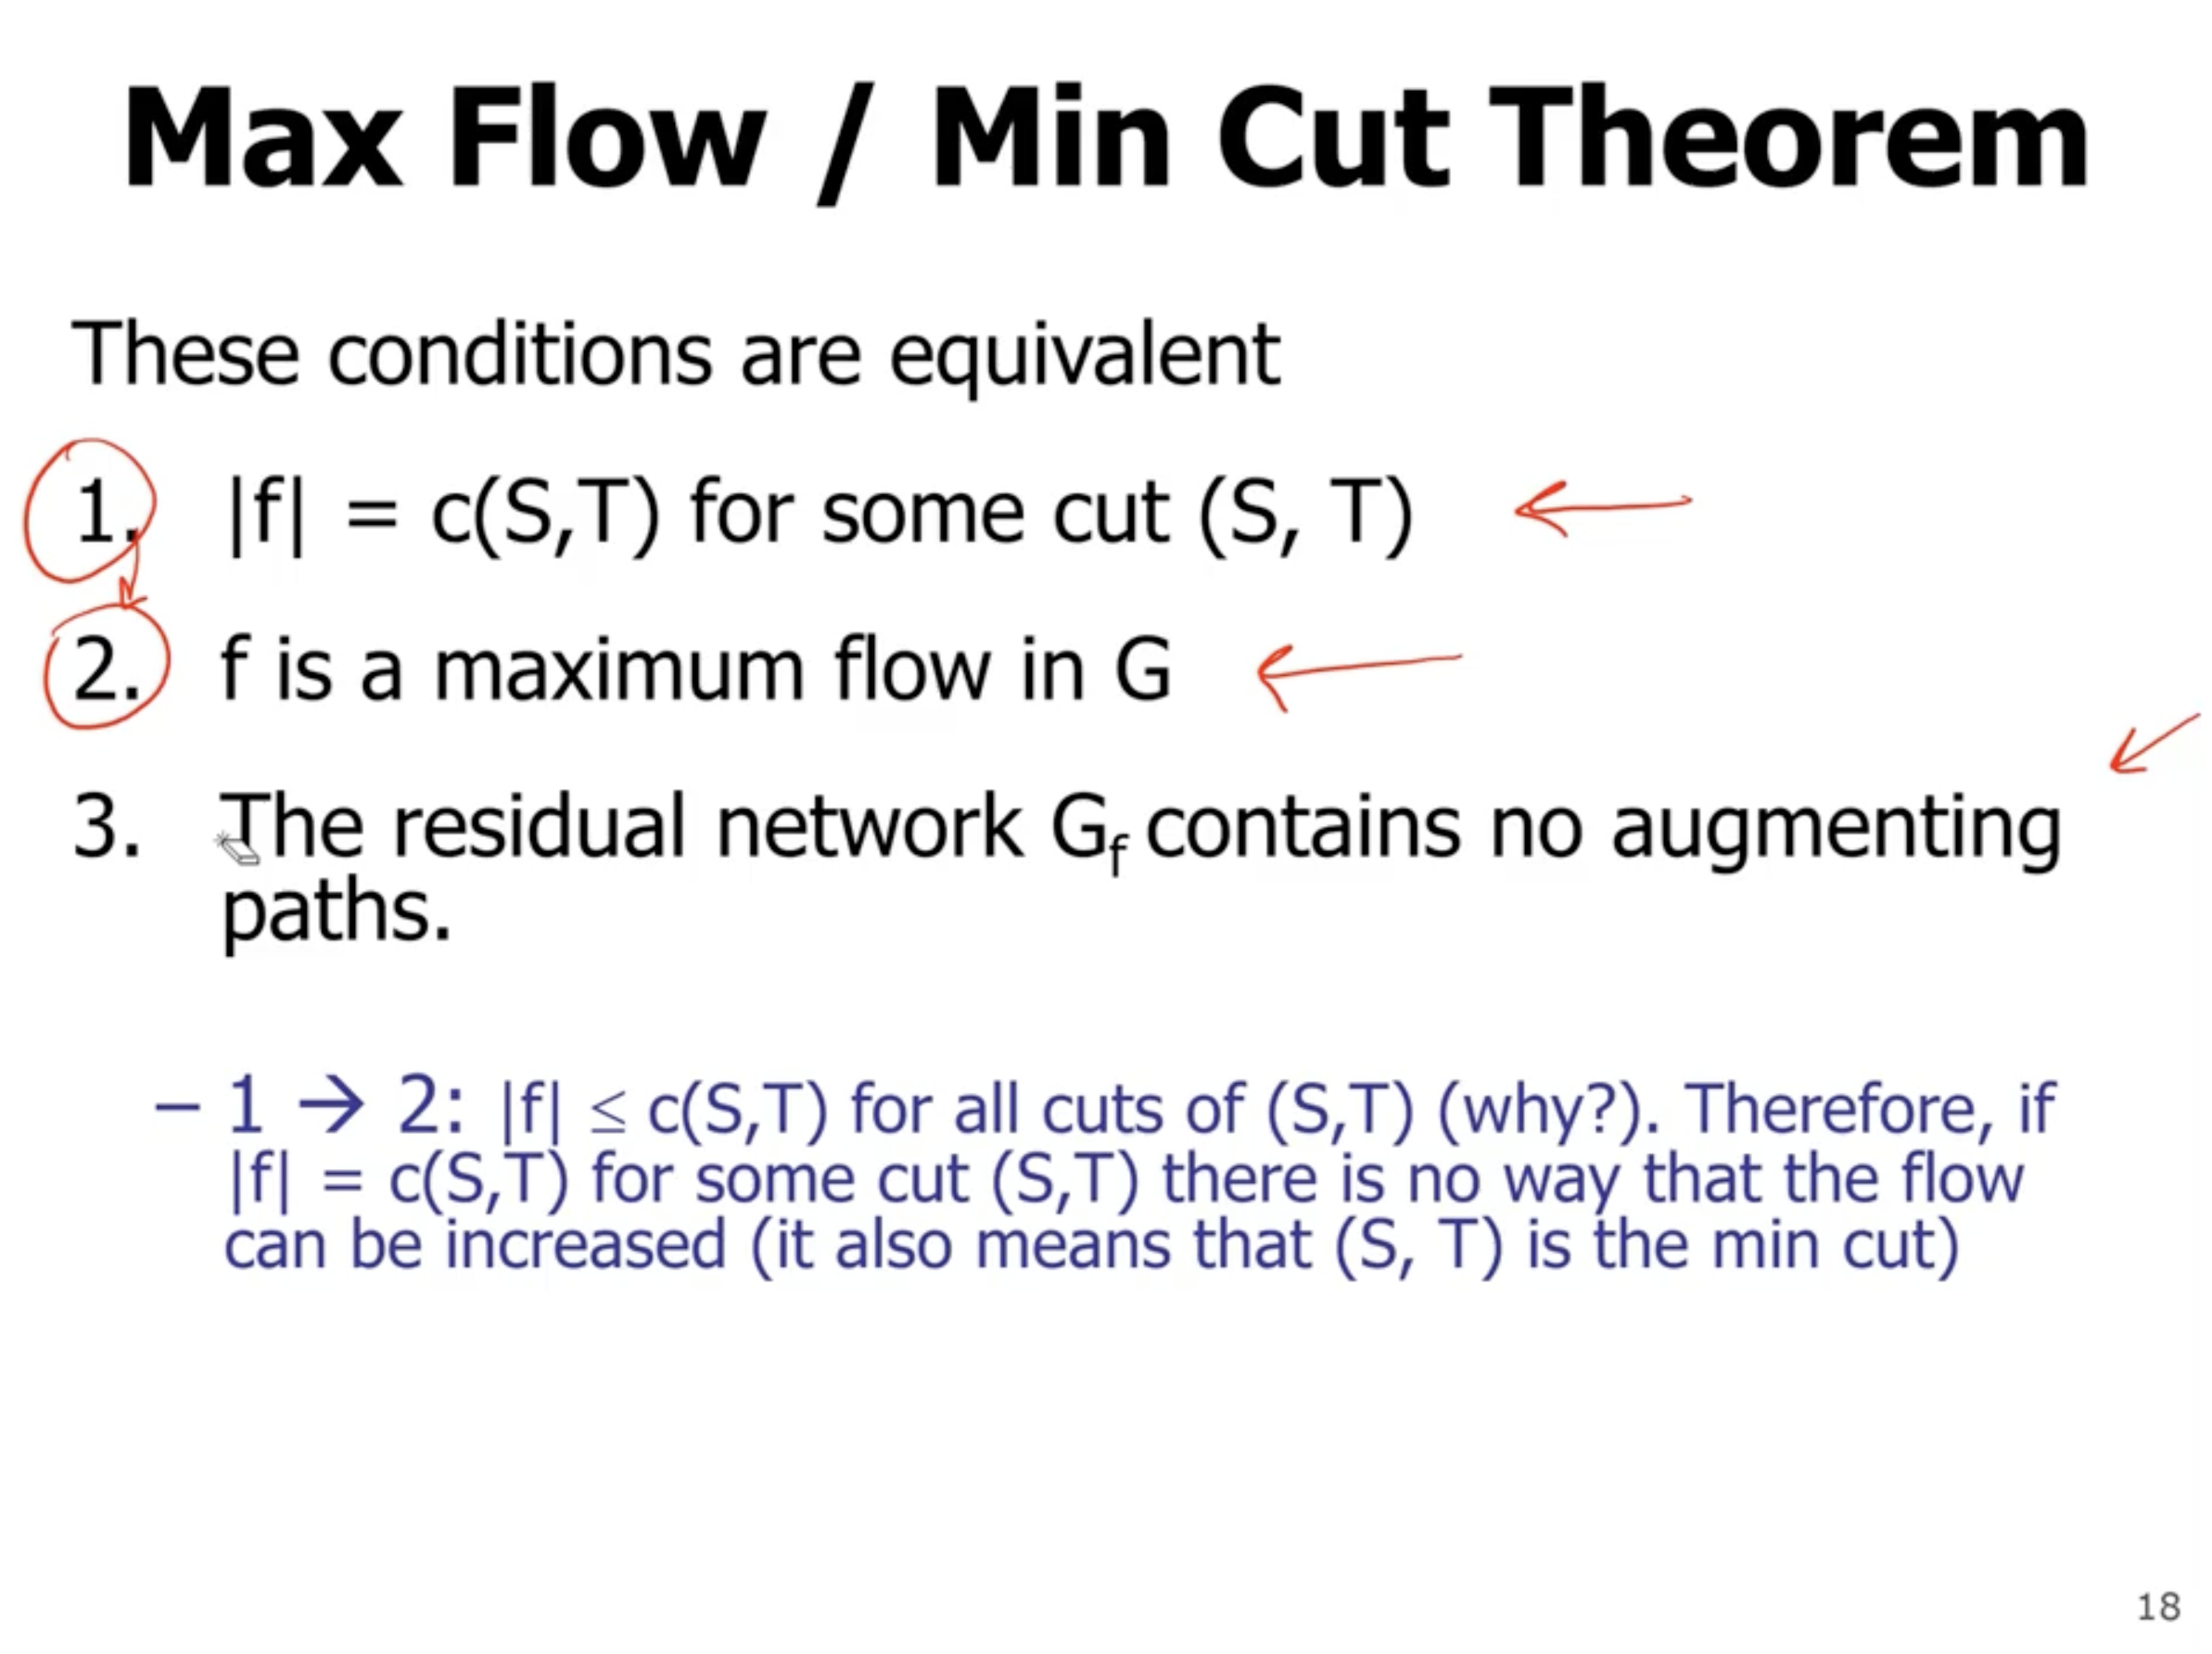 Max Flow / Min Cut Theorem
These conditions are equivalent
1. |f| = c(S,T) for some cut (S, T)
2. f is a maximum flow in G
3. The residual network Gf contains no augmenting
paths.
– 1 → 2: |f| ≤ c(S,T) for all cuts of (S,T) (why?). Therefore, if
|f| = c(S,T) for some cut (S,T) there is no way that the flow
can be increased (it also means that (S, T) is the min cut)
18